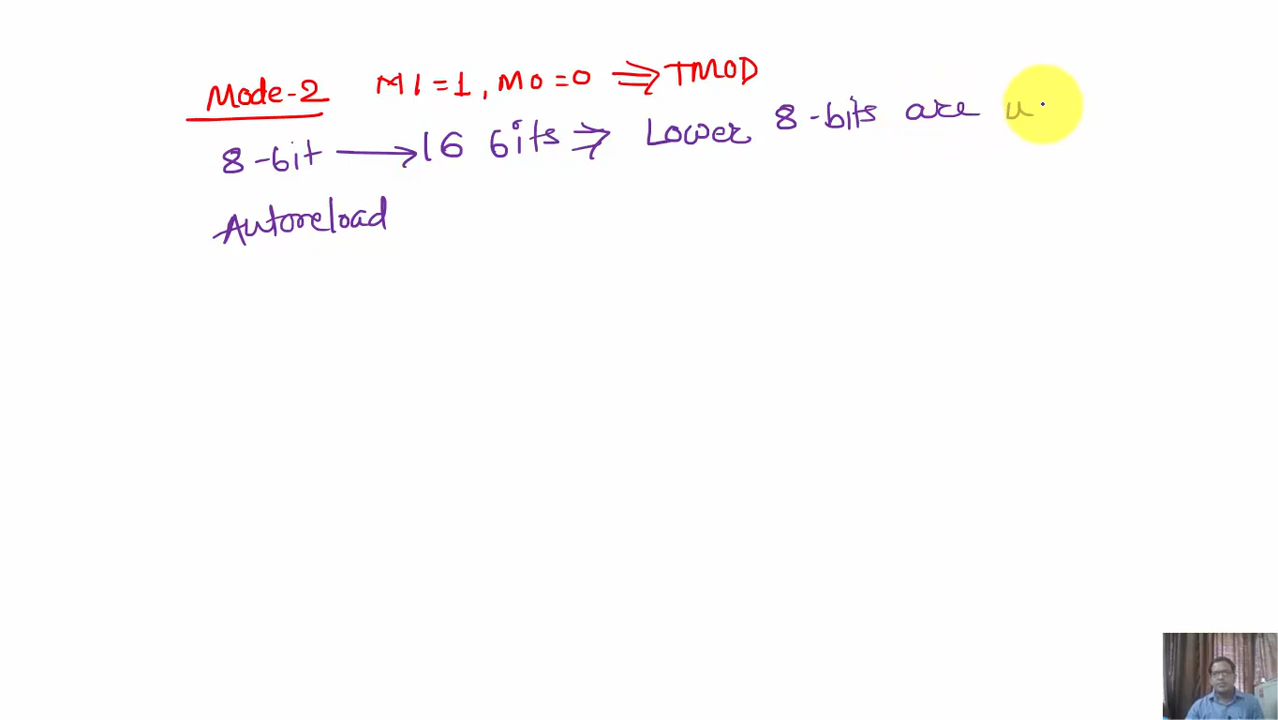 Mode-2 M1=1, M0=0 ⇒ TMOD
8-bit → 16 bits ⇒ Lower 8-bits are u
Autoreload